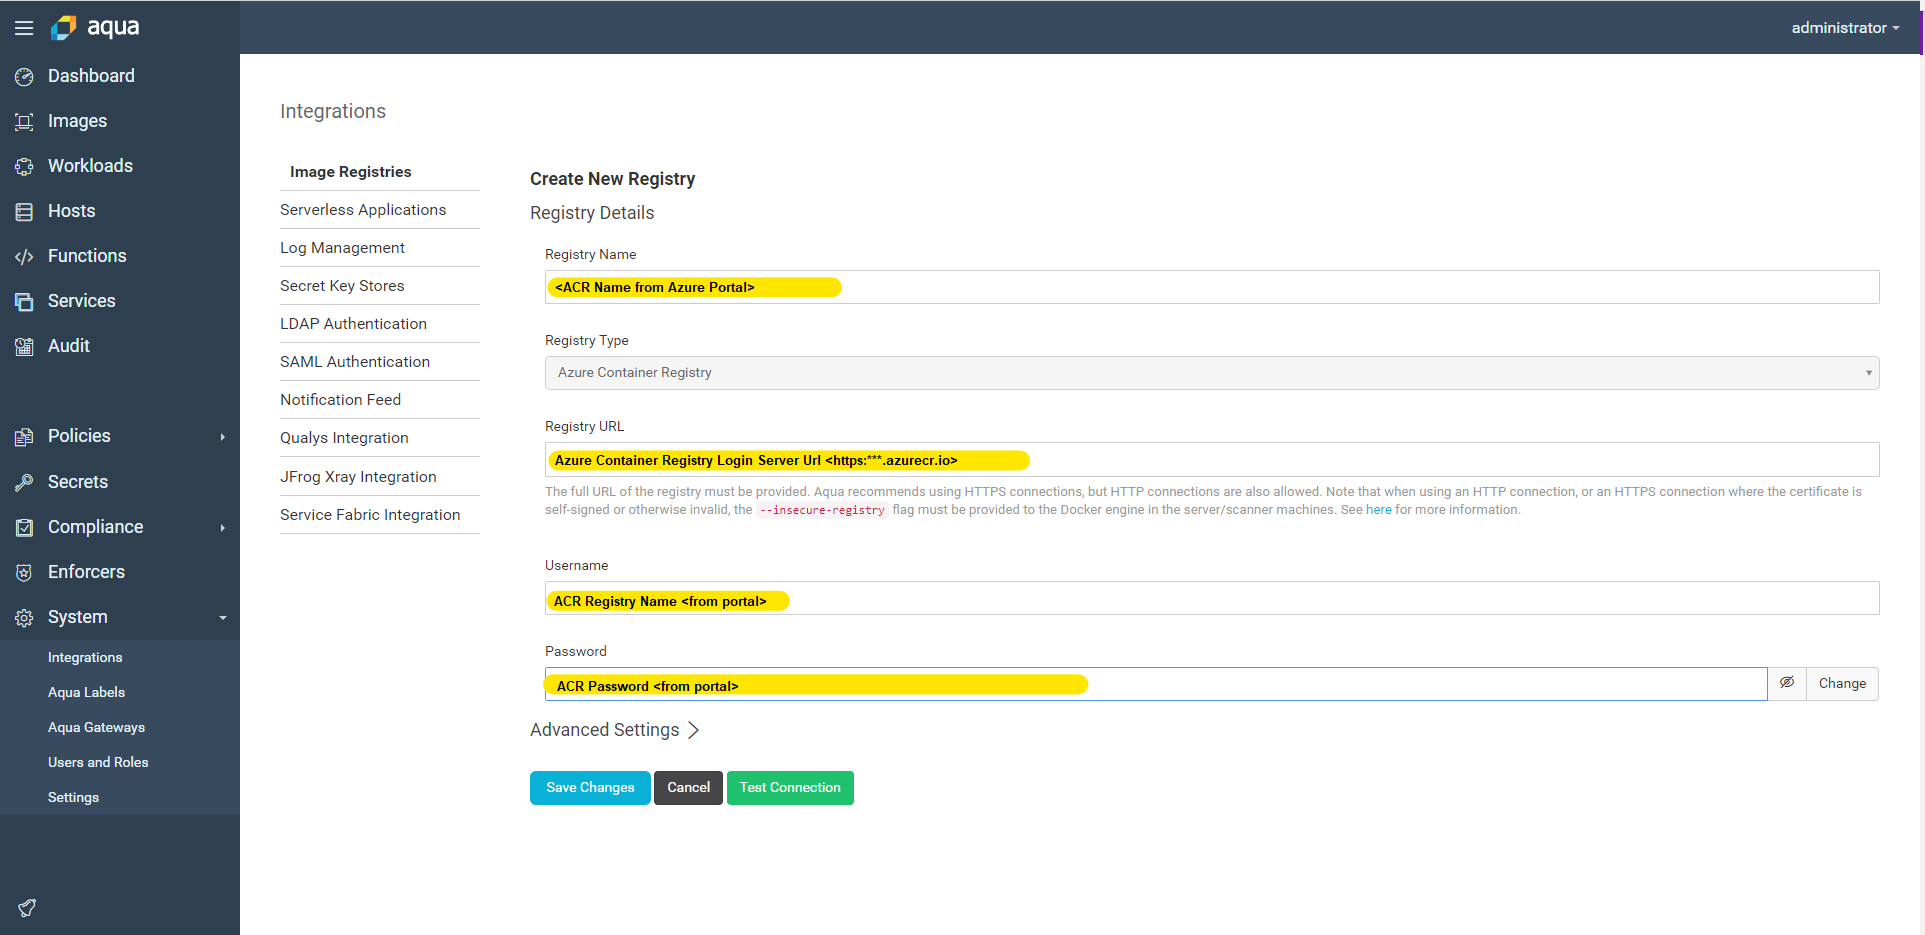 aqua
administrator
Dashboard
Images
Workloads
Hosts
Functions
Services
Audit
Policies
Secrets
Compliance
Enforcers
System
Integrations
Aqua Labels
Aqua Gateways
Users and Roles
Settings
Integrations
Image Registries
Serverless Applications
Log Management
Secret Key Stores
LDAP Authentication
SAML Authentication
Notification Feed
Qualys Integration
JFrog Xray Integration
Service Fabric Integration
Create New Registry
Registry Details
Registry Name
<ACR Name from Azure Portal>
Registry Type
Azure Container Registry
Registry URL
Azure Container Registry Login Server Url <https:***.azurecr.io>
The full URL of the registry must be provided. Aqua recommends using HTTPS connections, but HTTP connections are also allowed. Note that when using an HTTP connection, or an HTTPS connection where the certificate is
self-signed or otherwise invalid, the --insecure-registry flag must be provided to the Docker engine in the server/scanner machines. See here for more information.
Username
ACR Registry Name <from portal>
Password
ACR Password <from portal>
Change
Advanced Settings
Save Changes Cancel Test Connection